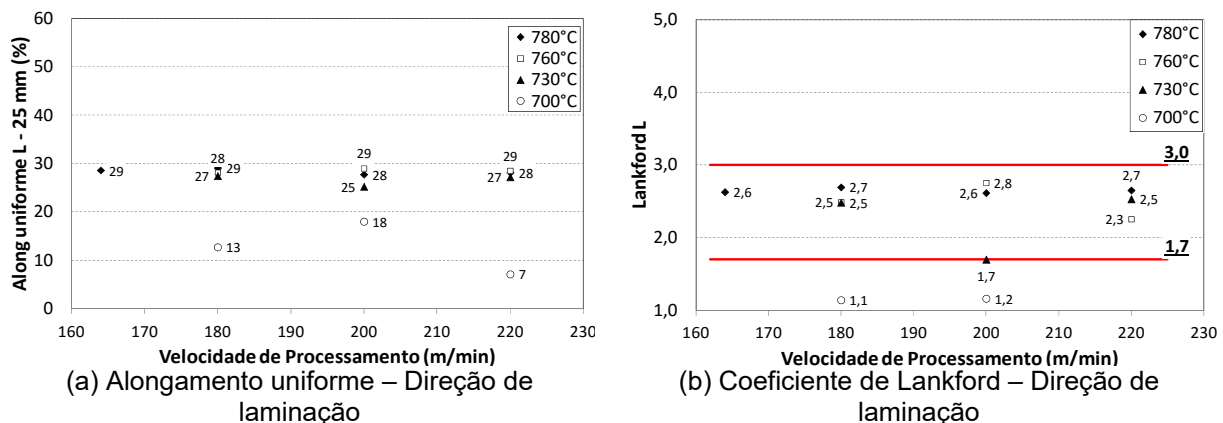 60
50
40
30
20
10
0
Along uniforme L - 25 mm (%)
780°C
760°C
730°C
700°C
29
28
29
27
13
29
28
25
18
29
28
27
7
160 170 180 190 200 210 220 230
Velocidade de Processamento (m/min)
(a) Alongamento uniforme – Direção de
laminação
5,0
4,0
3,0
2,0
1,0
Lankford L
780°C
760°C
730°C
700°C
3,0
2,6
2,7
2,5
2,5
1,1
2,8
2,6
1,7
1,2
2,7
2,5
2,3
1,7
160 170 180 190 200 210 220 230
Velocidade de Processamento (m/min)
(b) Coeficiente de Lankford – Direção de
laminação